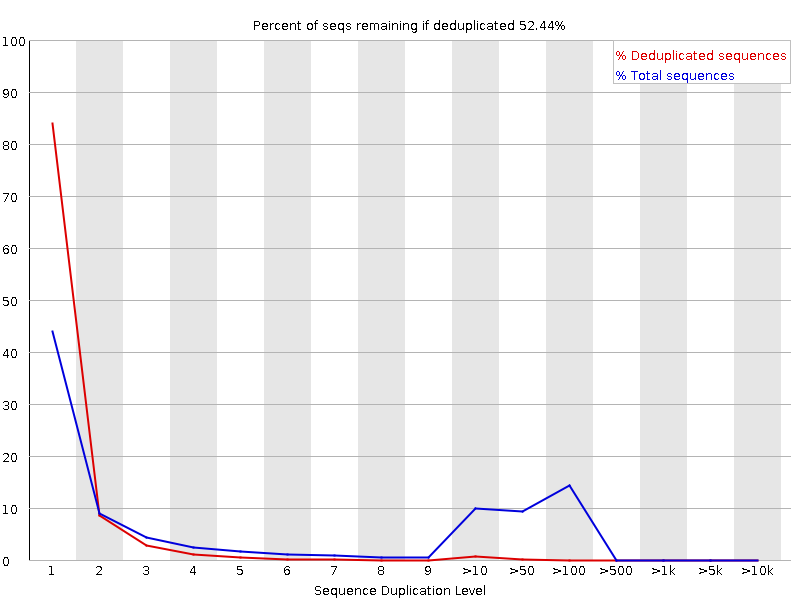 Percent of seqs remaining if deduplicated 52.44%
% Deduplicated sequences
% Total sequences
100
90
80
70
60
50
40
30
20
10
0
1 2 3 4 5 6 7 8 9 >10 >50 >100 >500 >1k >5k >10k
Sequence Duplication Level